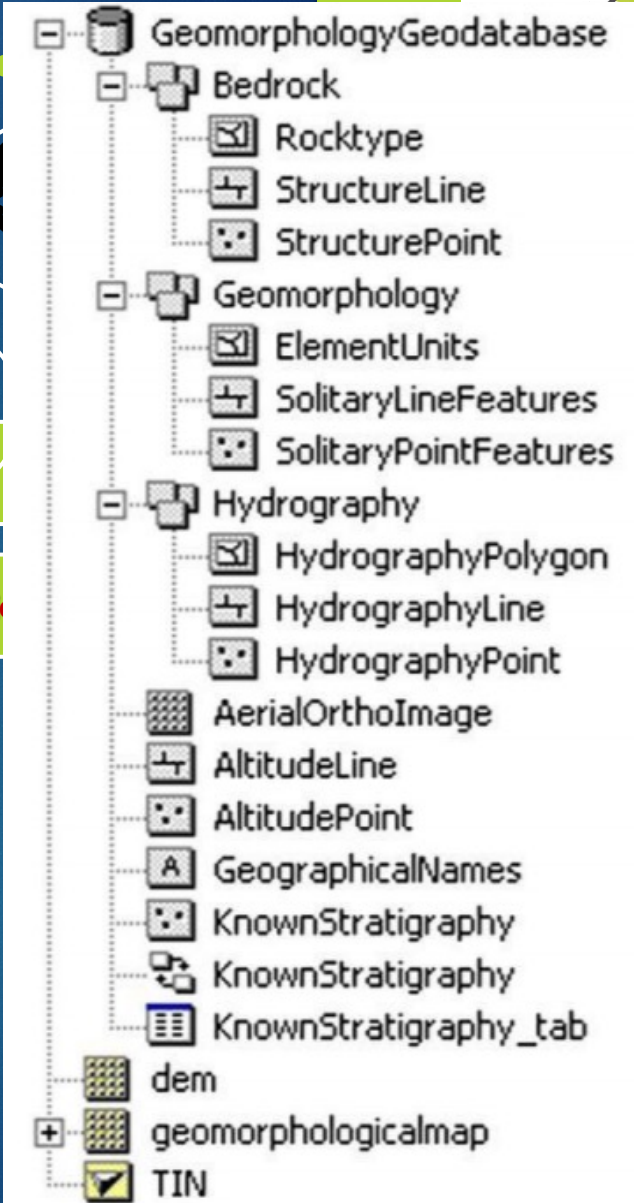 GeomorphologyGeodatabase
Bedrock
Rocktype
StructureLine
StructurePoint
Geomorphology
ElementUnits
SolitaryLineFeatures
SolitaryPointFeatures
Hydrography
HydrographyPolygon
HydrographyLine
HydrographyPoint
AerialOrthoImage
AltitudeLine
AltitudePoint
A GeographicalNames
KnownStratigraphy
KnownStratigraphy
KnownStratigraphy_tab
dem
geomorphologicalmap
TIN